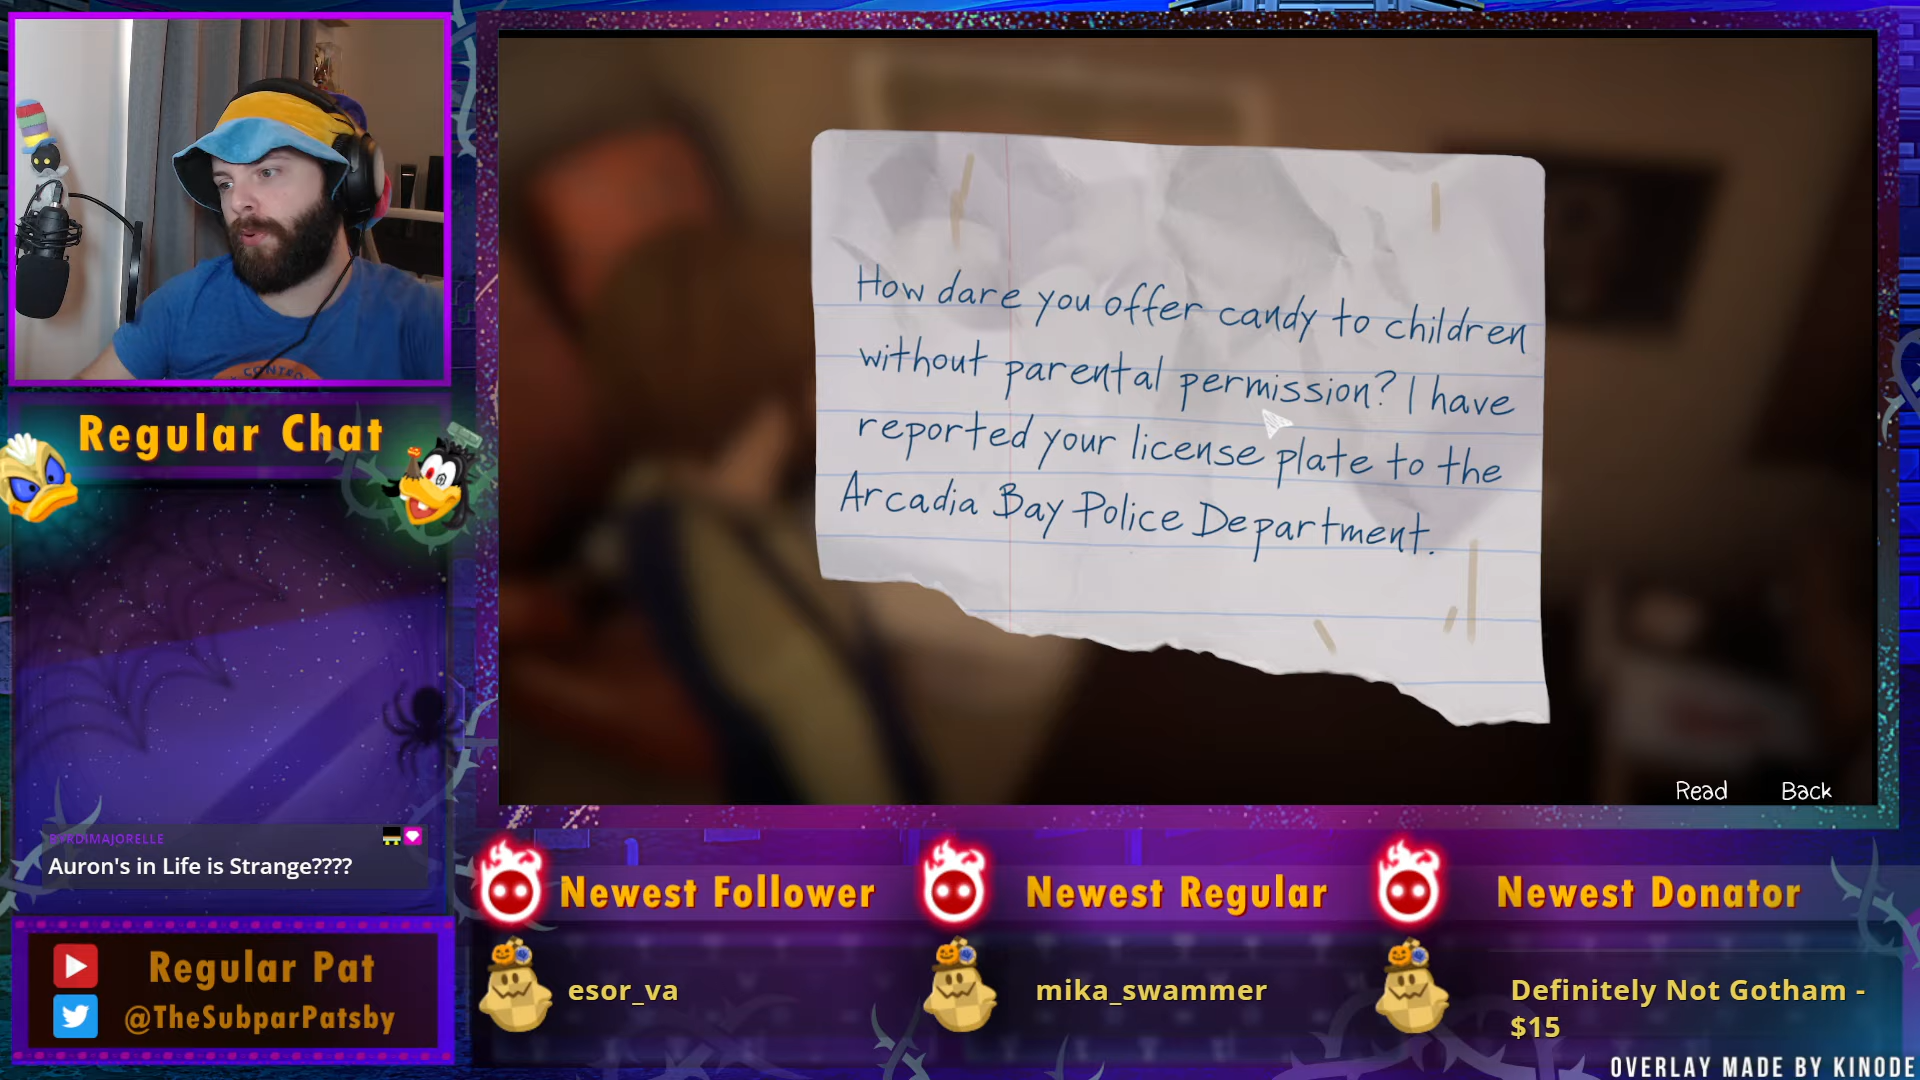 How dare you offer candy to children
without parental permission? I have
reported your license plate to the
Arcadia Bay Police Department.
Read Back
Regular Chat
Auron's in Life is Strange????
Regular Pat
@TheSubparPatsby
Newest Follower
esor_va
Newest Regular
mika_swammer
Newest Donator
Definitely Not Gotham -
$15
OVERLAY MADE BY KINODE